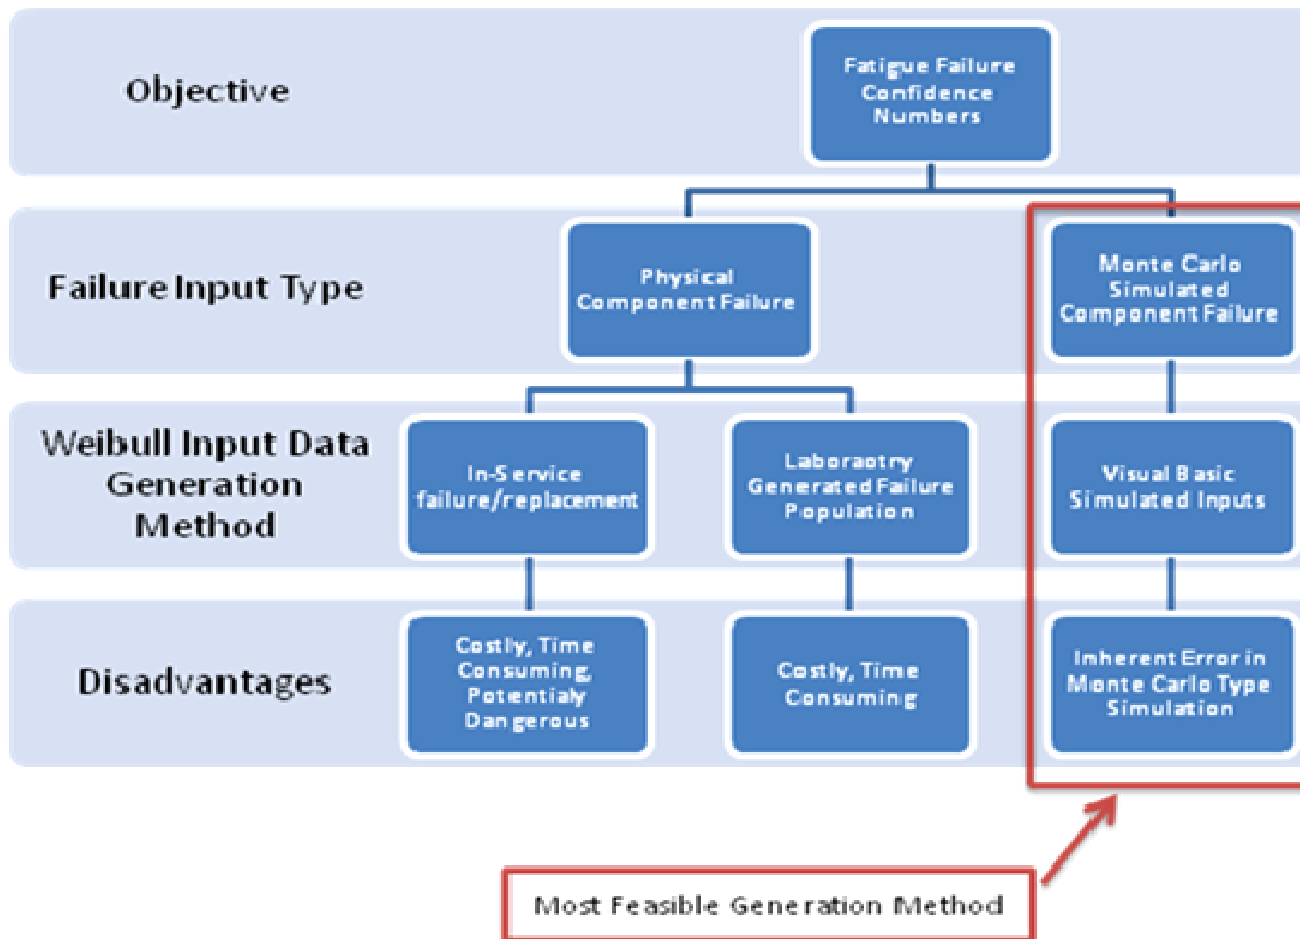 Objective
Fatigue Failure
Confidence
Numbers
Failure Input Type
Physical
Component Failure
Monte Carlo
Simulated
Component Failure
Weibull Input Data
Generation
Method
In-Service
failure/replacement
Laboraotry
Generated Failure
Population
Visual Basic
Simulated Inputs
Disadvantages
Costly, Time
Consuming,
Potentialy
Dangerous
Costly, Time
Consuming
Inherent Error in
Monte Carlo Type
Simulation
Most Feasible Generation Method